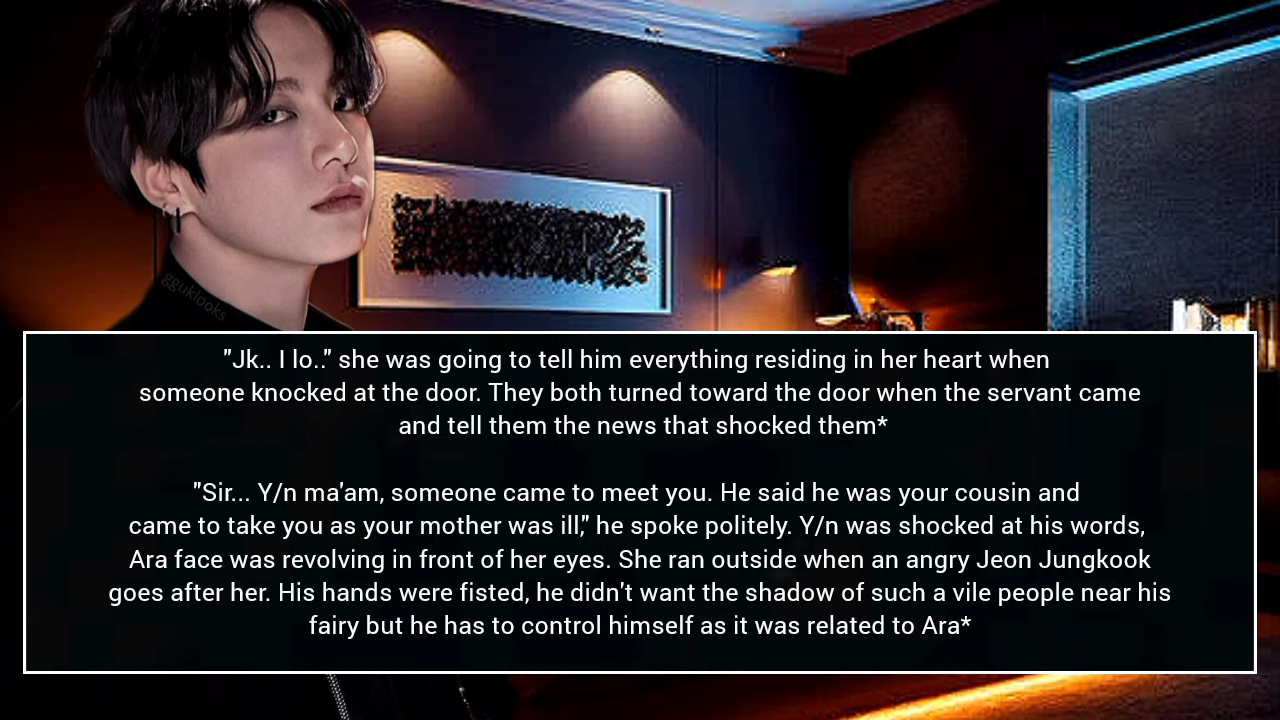 ggukiooks
"Jk.. I lo.." she was going to tell him everything residing in her heart when
someone knocked at the door. They both turned toward the door when the servant came
and tell them the news that shocked them*
"Sir... Y/n ma'am, someone came to meet you. He said he was your cousin and
came to take you as your mother was ill," he spoke politely. Y/n was shocked at his words,
Ara face was revolving in front of her eyes. She ran outside when an angry Jeon Jungkook
goes after her. His hands were fisted, he didn't want the shadow of such a vile people near his
fairy but he has to control himself as it was related to Ara*